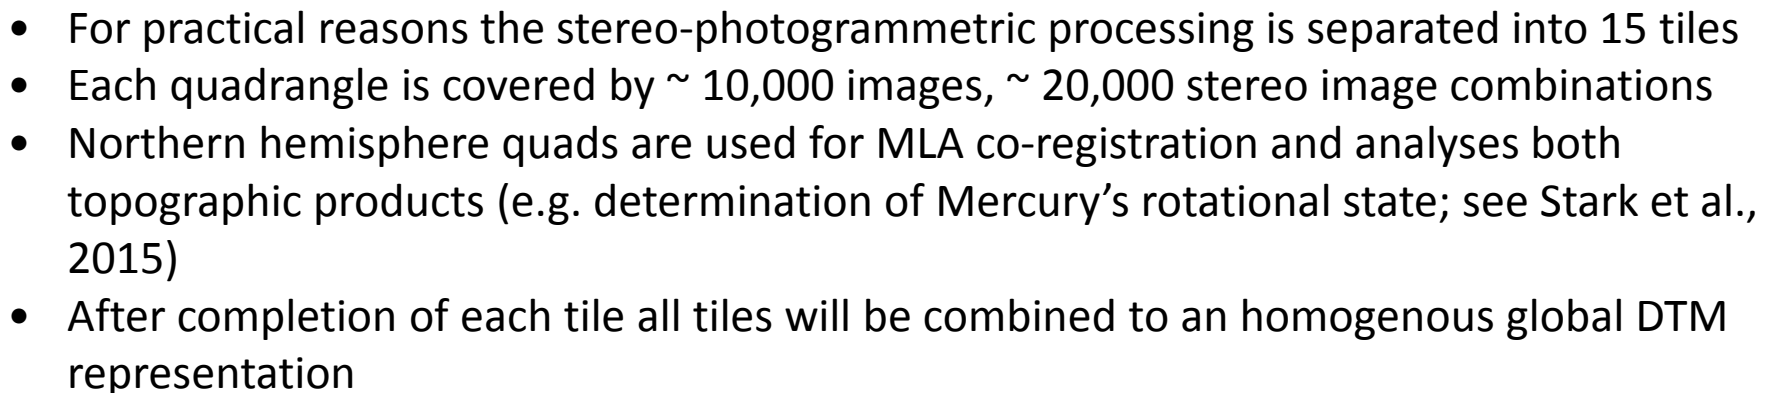 • For practical reasons the stereo-photogrammetric processing is separated into 15 tiles
• Each quadrangle is covered by ~ 10,000 images, ~ 20,000 stereo image combinations
• Northern hemisphere quads are used for MLA co-registration and analyses both
topographic products (e.g. determination of Mercury’s rotational state; see Stark et al.,
2015)
• After completion of each tile all tiles will be combined to an homogenous global DTM
representation